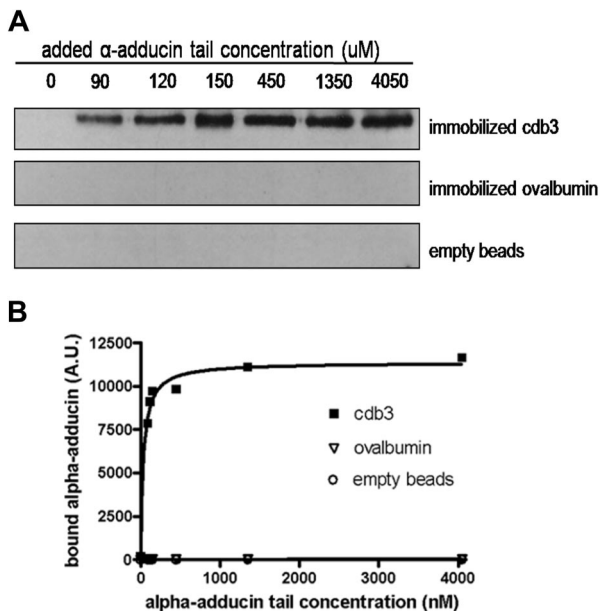 A
added α-adducin tail concentration (uM)
0 90 120 150 450 1350 4050
immobilized cdb3
immobilized ovalbumin
empty beads
B
bound alpha-adducin (A.U.)
12500
10000
7500
5000
2500
0
cdb3
ovalbumin
empty beads
0 1000 2000 3000 4000
alpha-adducin tail concentration (nM)